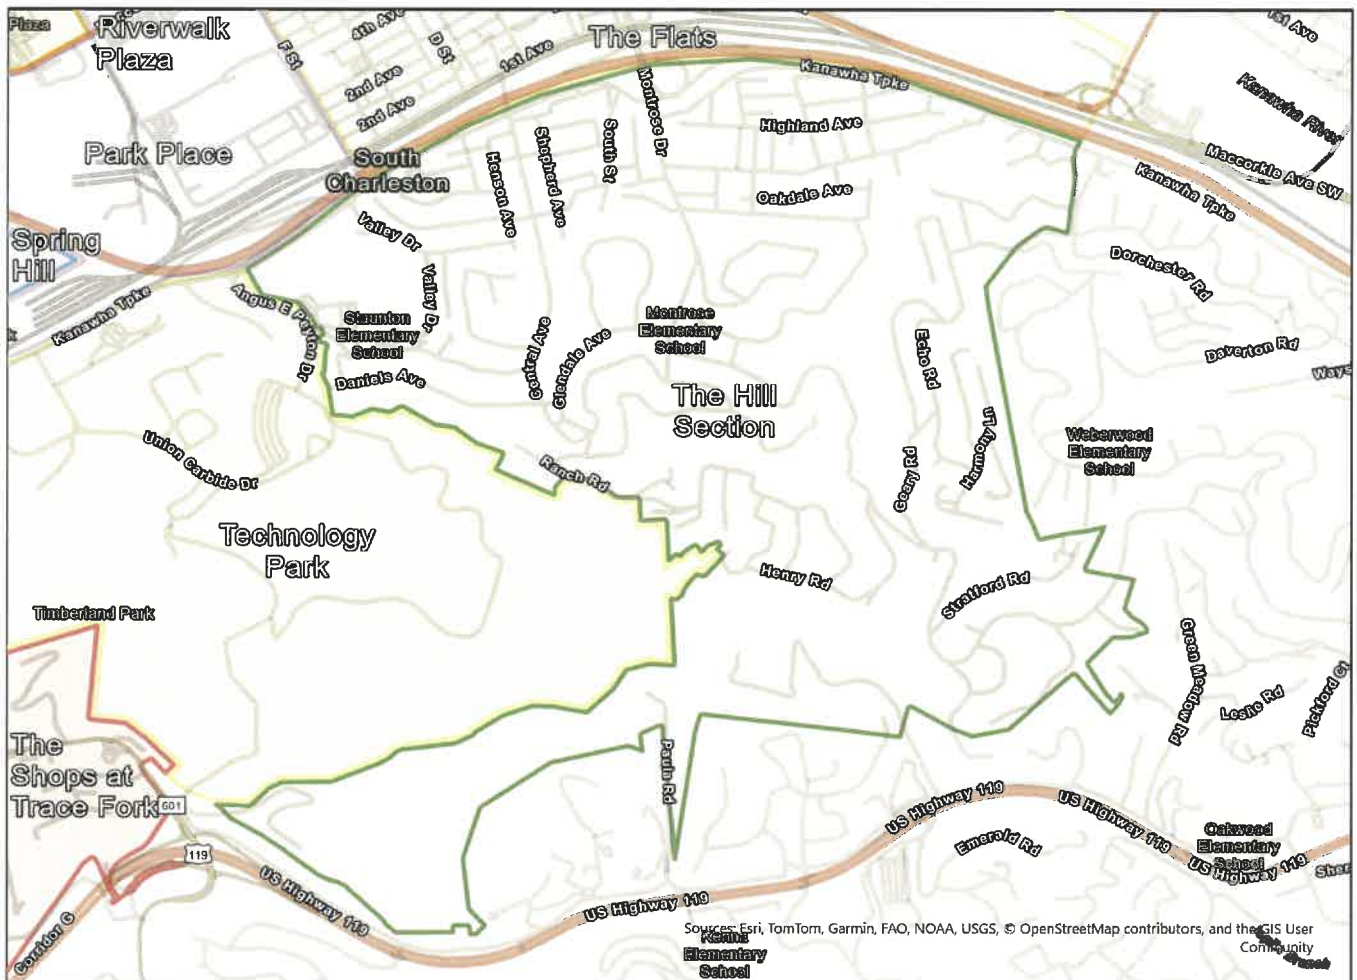 Plaza
Riverwalk
Plaza
F St
4th Ave
D St
1st Ave
2nd Ave
2nd Ave
The Flats
Kanawha Tpke
1st Ave
Kanawha River
Maccorkle Ave SW
Kanawha Tpke
Park Place
South
Charleston
Henson Ave
Shepherd Ave
South St
Montrose Dr
Highland Ave
Oakdale Ave
Spring
Hill
Kanawha Tpke
Valley Dr
Valley Dr
Angus E Peyton Dr
Staunton
Elementary
School
Daniels Ave
Central Ave
Glendale Ave
Montrose
Elementary
School
The Hill
Section
Echo Rd
Harmony Ln
Geary Rd
Dorchester Rd
Daverton Rd
Ways
Weberwood
Elementary
School
Union Carbide Dr
Ranch Rd
Technology
Park
Henry Rd
Stratford Rd
Timberland Park
Green Meadow Rd
Leslie Rd
Pickford Ct
The
Shops at
Trace Fork
601
119
Paula Rd
US Highway 119
US Highway 119
US Highway 119
US Highway 119
US Highway 119
Emerald Rd
Oakwood
Elementary
School
Sher
Corridor G
Kenna
Elementary
School
Sources: Esri, TomTom, Garmin, FAO, NOAA, USGS, © OpenStreetMap contributors, and the GIS User
Community
Branch